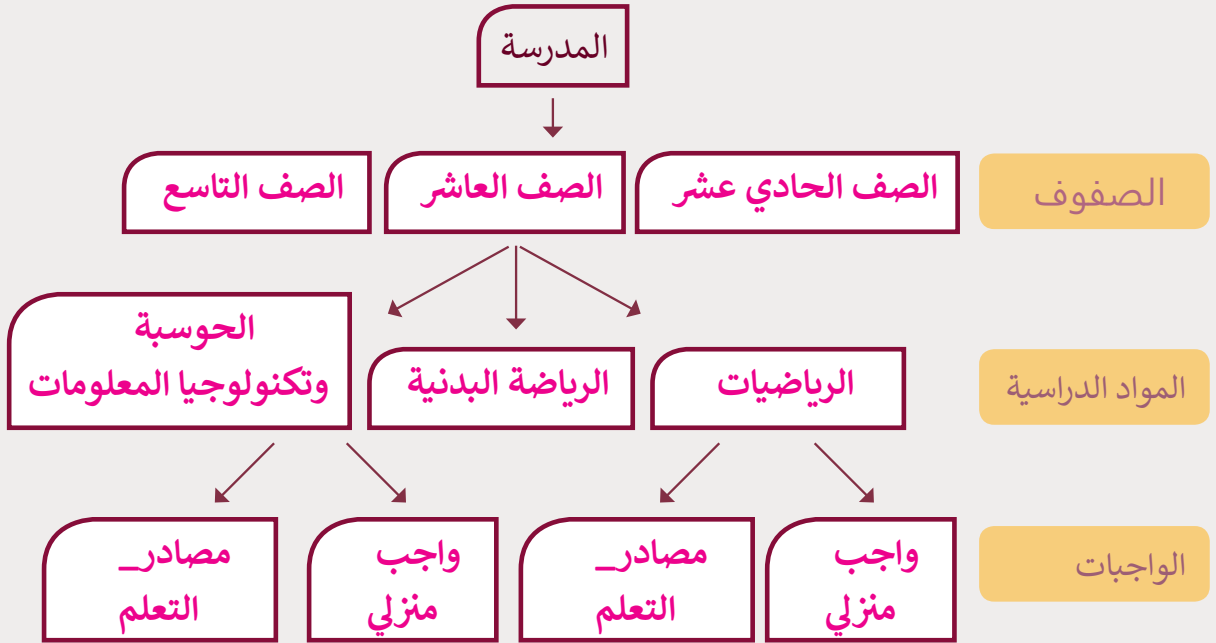 المدرسة
الصفوف
الصف الحادي عشر
الصف العاشر
الصف التاسع
المواد الدراسية
الرياضيات
الرياضة البدنية
الحوسبة
وتكنولوجيا المعلومات
الواجبات
واجب
منزلي
مصادر_
التعلم
واجب
منزلي
مصادر_
التعلم